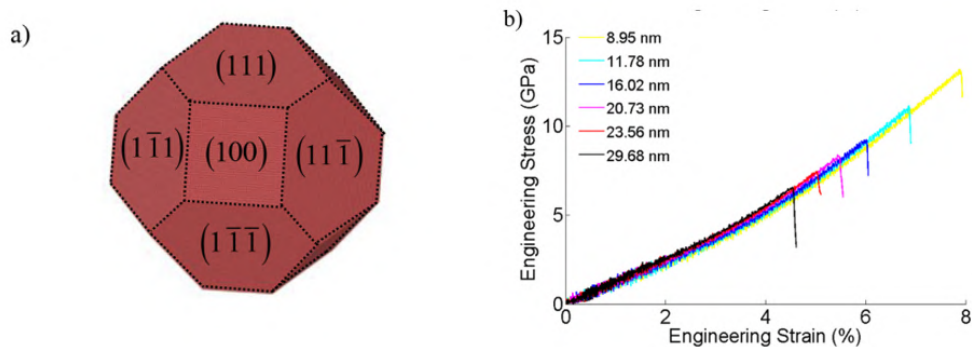 a)
(111)
(11̅1)
(100)
(111̅)
(11̅1̅)
b)
Engineering Stress (GPa)
15
10
5
0
8.95 nm
11.78 nm
16.02 nm
20.73 nm
23.56 nm
29.68 nm
0 2 4 6 8
Engineering Strain (%)